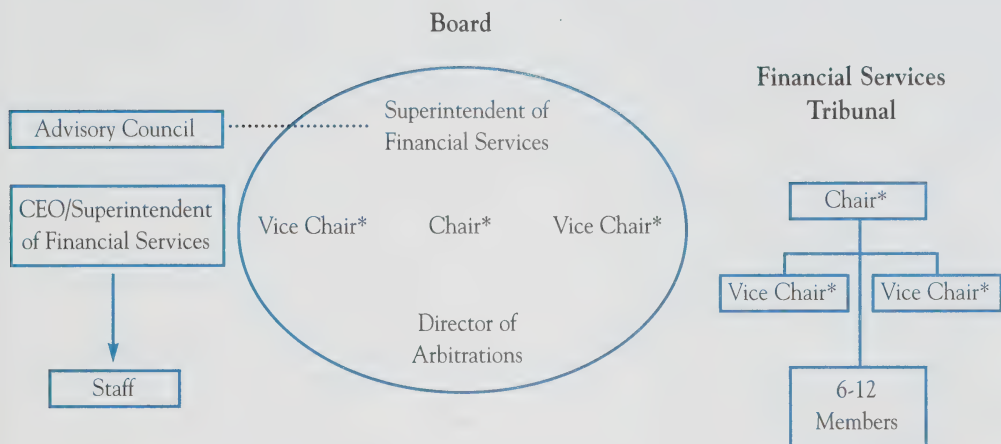 Board
Financial Services
Tribunal
Advisory Council
Superintendent of
Financial Services
CEO/Superintendent
of Financial Services
Vice Chair*
Chair*
Vice Chair*
Chair*
Vice Chair*
Vice Chair*
Director of
Arbitrations
Staff
6-12
Members